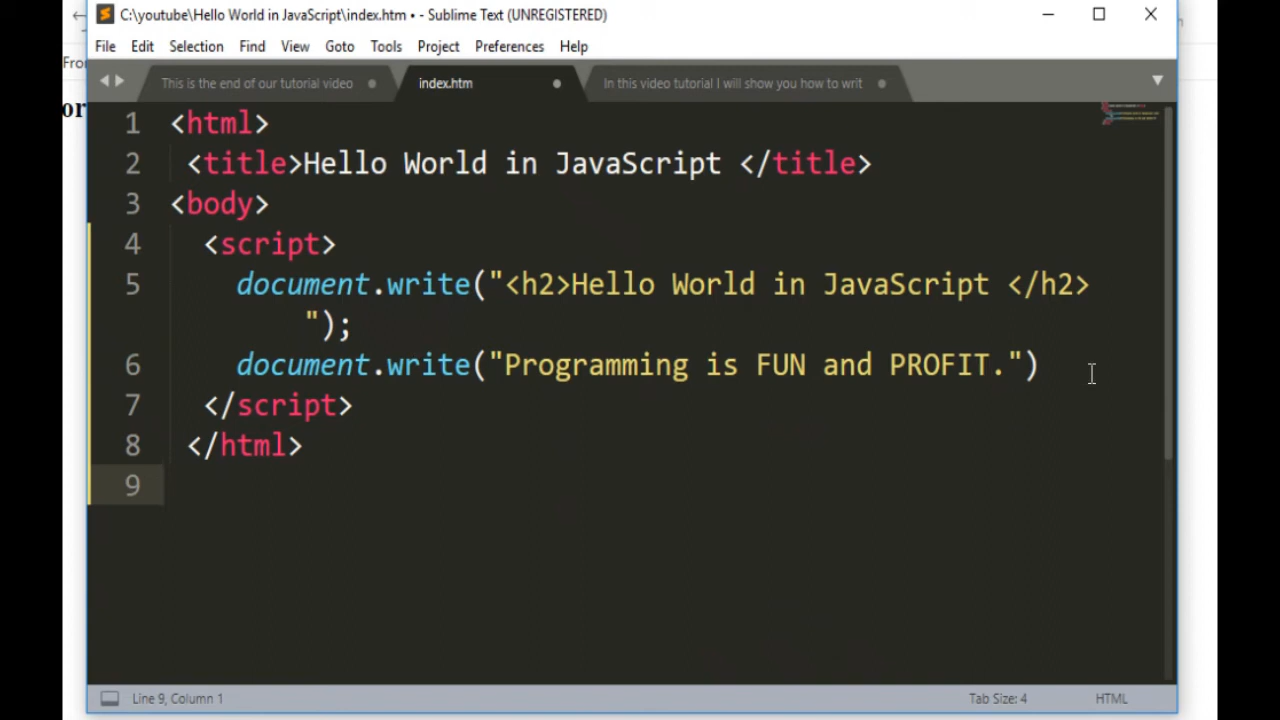 C:\youtube\Hello World in JavaScript\index.htm • - Sublime Text (UNREGISTERED)
File Edit Selection Find View Goto Tools Project Preferences Help
This is the end of our tutorial video index.htm In this video tutorial I will show you how to writ
1 <html>
2 <title>Hello World in JavaScript </title>
3 <body>
4 <script>
5 document.write("<h2>Hello World in JavaScript </h2>
");
6 document.write("Programming is FUN and PROFIT.")
7 </script>
8 </html>
9
Line 9, Column 1 Tab Size: 4 HTML